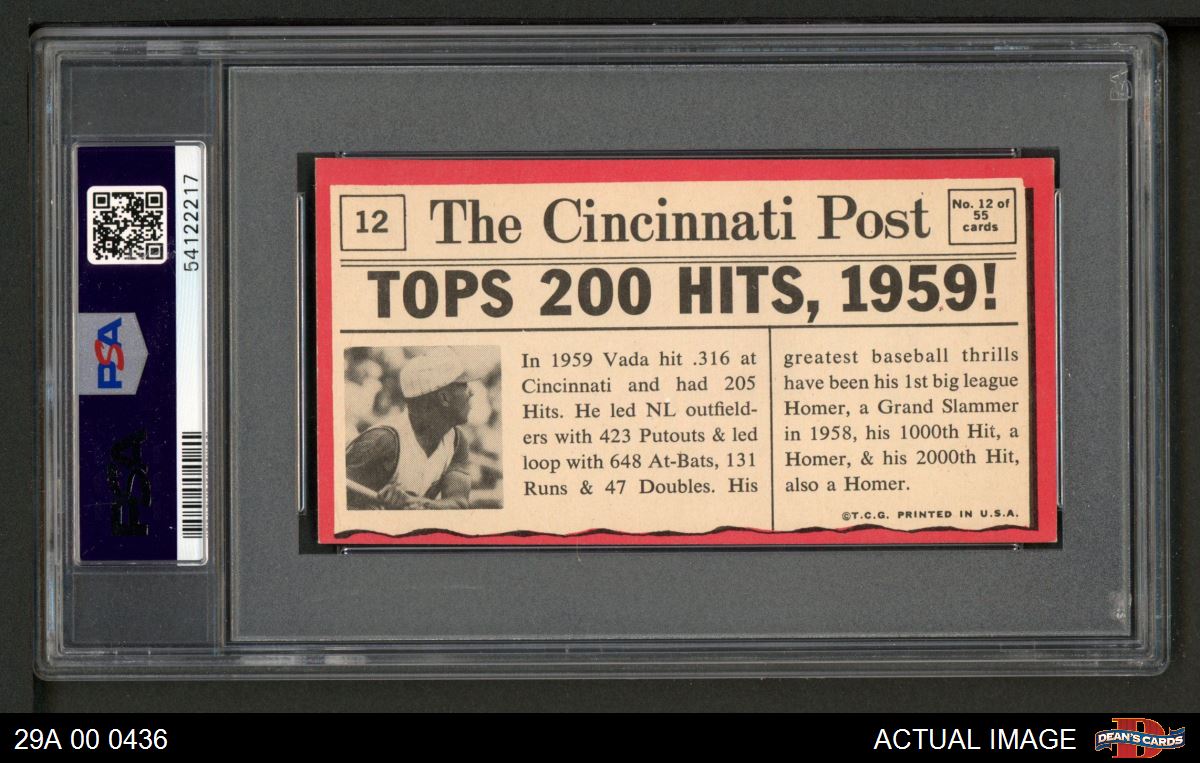 54122217
PSA
PSA
12
The Cincinnati Post
No. 12 of
55
cards
TOPS 200 HITS, 1959!
In 1959 Vada hit .316 at
Cincinnati and had 205
Hits. He led NL outfield-
ers with 423 Putouts & led
loop with 648 At-Bats, 131
Runs & 47 Doubles. His
greatest baseball thrills
have been his 1st big league
Homer, a Grand Slammer
in 1958, his 1000th Hit, a
Homer, & his 2000th Hit,
also a Homer.
©T.C.G. PRINTED IN U.S.A.
29A 00 0436
ACTUAL IMAGE
D
DEAN'S CARDS